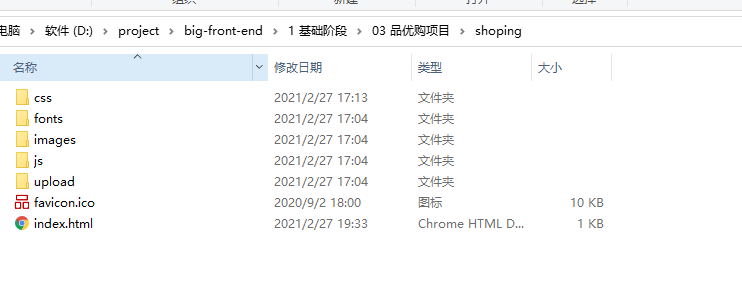 组织 新建 打开 选择
电脑 › 软件 (D:) › project › big-front-end › 1 基础阶段 › 03 品优购项目 › shoping
名称 修改日期 类型 大小
css 2021/2/27 17:13 文件夹
fonts 2021/2/27 17:04 文件夹
images 2021/2/27 17:04 文件夹
js 2021/2/27 17:04 文件夹
upload 2021/2/27 17:04 文件夹
favicon.ico 2020/9/2 18:00 图标 10 KB
index.html 2021/2/27 19:33 Chrome HTML D... 1 KB